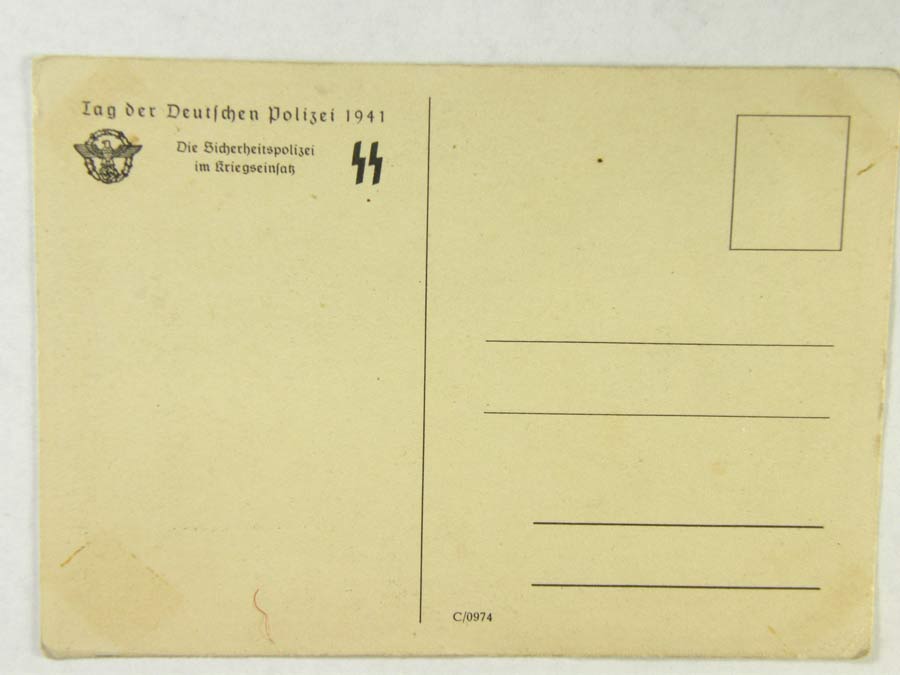 Tag der Deutschen Polizei 1941
Die Sicherheitspolizei
im Kriegseinsatz
SS
C/0974